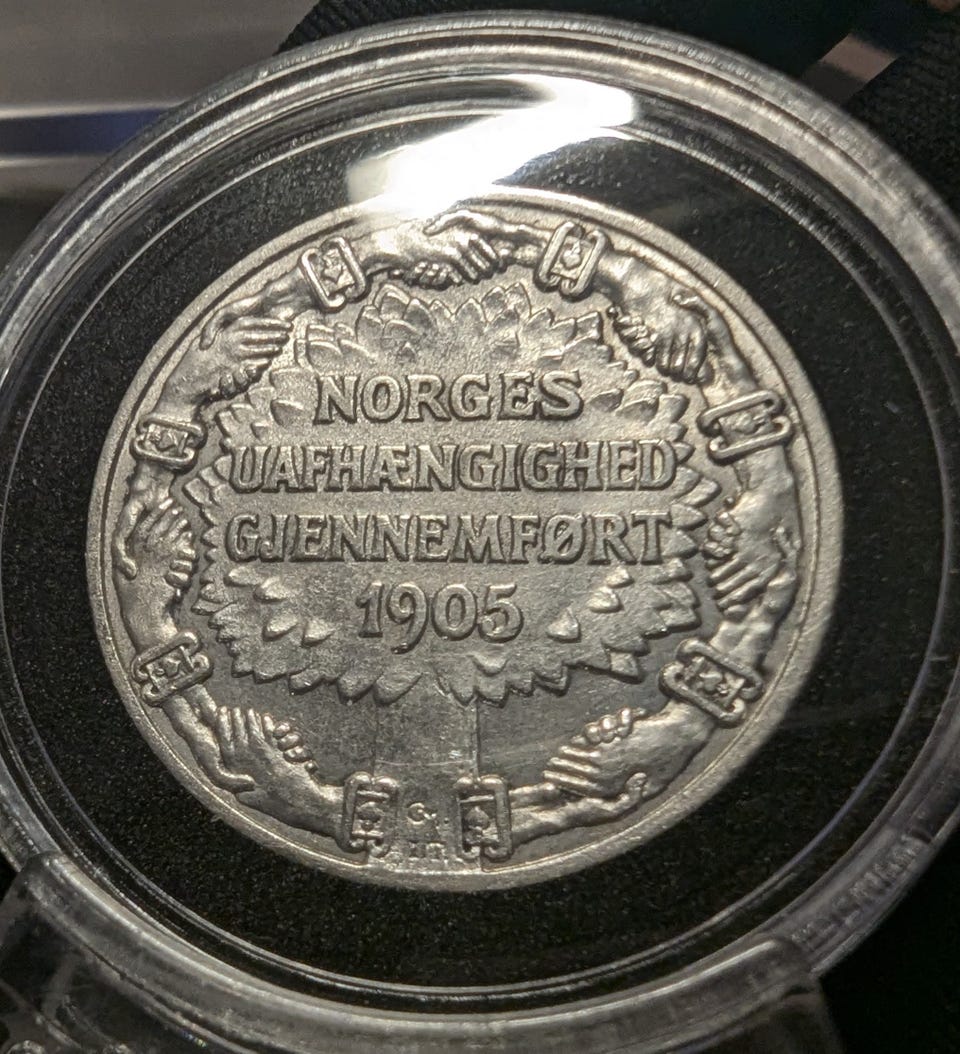 NORGES
UAFHÆNGIGHED
GJENNEMFØRT
1905